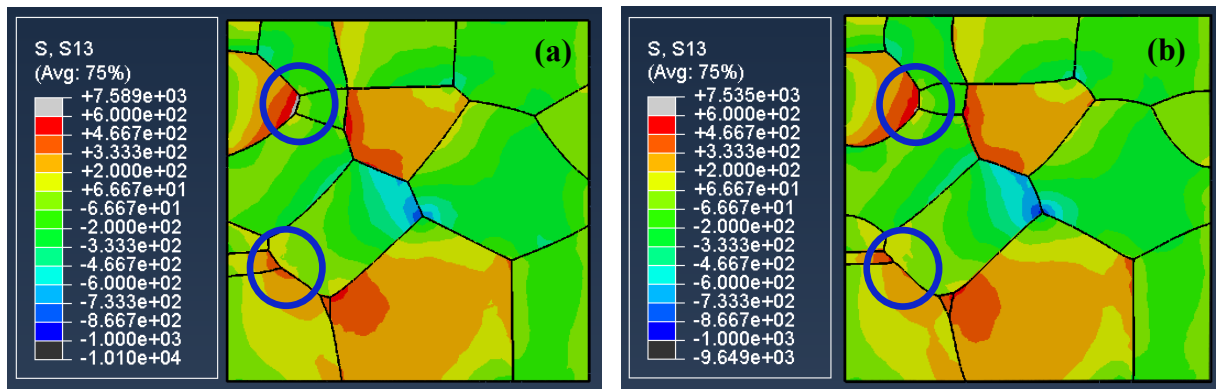 S, S13
(Avg: 75%)
+7.589e+03
+6.000e+02
+4.667e+02
+3.333e+02
+2.000e+02
+6.667e+01
-6.667e+01
-2.000e+02
-3.333e+02
-4.667e+02
-6.000e+02
-7.333e+02
-8.667e+02
-1.000e+03
-1.010e+04
(a)
S, S13
(Avg: 75%)
+7.535e+03
+6.000e+02
+4.667e+02
+3.333e+02
+2.000e+02
+6.667e+01
-6.667e+01
-2.000e+02
-3.333e+02
-4.667e+02
-6.000e+02
-7.333e+02
-8.667e+02
-1.000e+03
-9.649e+03
(b)